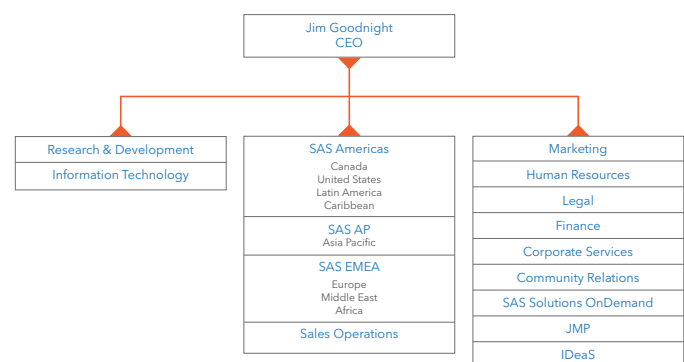 Jim Goodnight
CEO
Research & Development
Information Technology
SAS Americas
Canada
United States
Latin America
Caribbean
SAS AP
Asia Pacific
SAS EMEA
Europe
Middle East
Africa
Sales Operations
Marketing
Human Resources
Legal
Finance
Corporate Services
Community Relations
SAS Solutions OnDemand
JMP
IDeaS